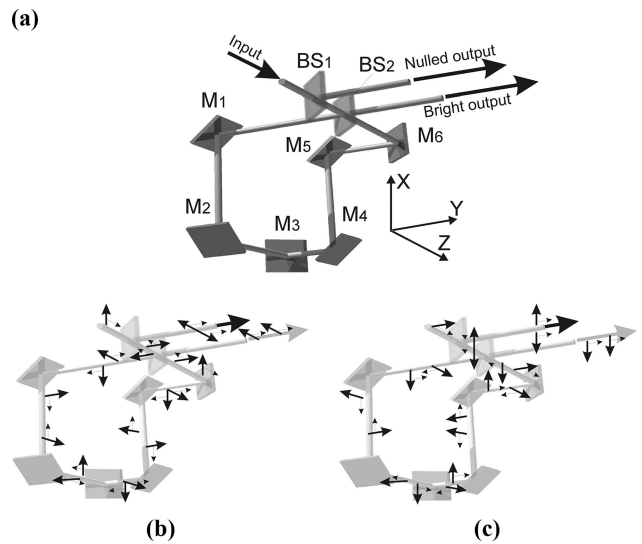 (a)
Input
BS1
BS2
Nulled output
Bright output
M1
M5
M6
M2
M3
M4
X
Y
Z
(b)
(c)